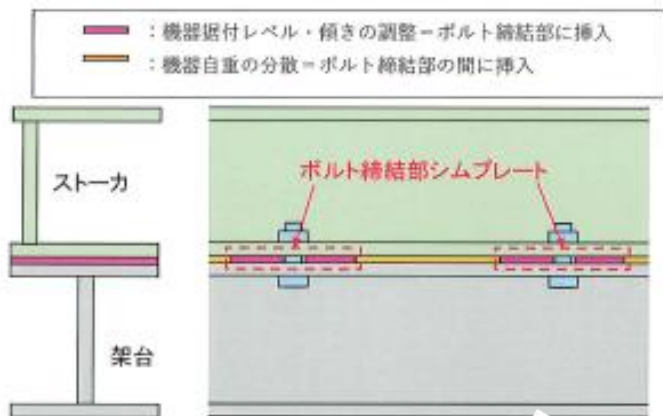 ：機器据付レベル・傾きの調整＝ボルト締結部に挿入
：機器自重の分散＝ボルト締結部の間に挿入
ボルト締結部シムプレート
ストーカ
架台